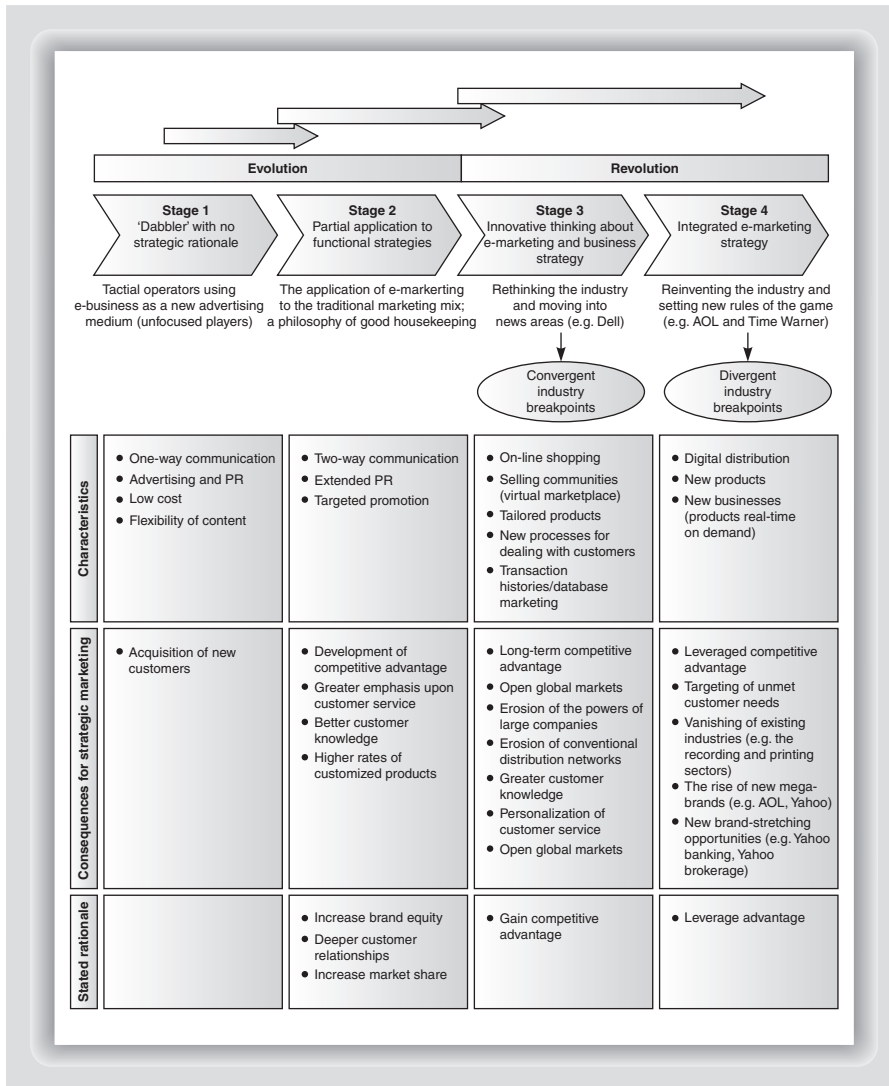 Evolution
Revolution
Stage 1
'Dabbler' with no
strategic rationale
Stage 2
Partial application to
functional strategies
Stage 3
Innovative thinking about
e-marketing and business
strategy
Stage 4
Integrated e-marketing
strategy
Tactial operators using
e-business as a new advertising
medium (unfocused players)
The application of e-markerting
to the traditional marketing mix;
a philosophy of good housekeeping
Rethinking the industry
and moving into
news areas (e.g. Dell)
Reinventing the industry and
setting new rules of the game
(e.g. AOL and Time Warner)
Convergent
industry
breakpoints
Divergent
industry
breakpoints
Characteristics
• One-way communication
• Advertising and PR
• Low cost
• Flexibility of content
• Two-way communication
• Extended PR
• Targeted promotion
• On-line shopping
• Selling communities
(virtual marketplace)
• Tailored products
• New processes for
dealing with customers
• Transaction
histories/database
marketing
• Digital distribution
• New products
• New businesses
(products real-time
on demand)
Consequences for strategic marketing
• Acquisition of new
customers
• Development of
competitive advantage
• Greater emphasis upon
customer service
• Better customer
knowledge
• Higher rates of
customized products
• Long-term competitive
advantage
• Open global markets
• Erosion of the powers of
large companies
• Erosion of conventional
distribution networks
• Greater customer
knowledge
• Personalization of
customer service
• Open global markets
• Leveraged competitive
advantage
• Targeting of unmet
customer needs
• Vanishing of existing
industries (e.g. the
recording and printing
sectors)
• The rise of new mega-
brands (e.g. AOL, Yahoo)
• New brand-stretching
opportunities (e.g. Yahoo
banking, Yahoo
brokerage)
Stated rationale
• Increase brand equity
• Deeper customer
relationships
• Increase market share
• Gain competitive
advantage
• Leverage advantage